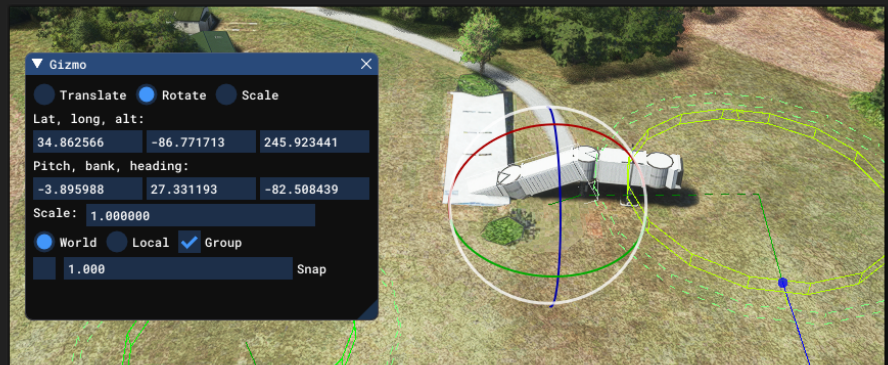 Gizmo
Translate Rotate Scale
Lat, long, alt:
34.862566 -86.771713 245.923441
Pitch, bank, heading:
-3.895988 27.331193 -82.508439
Scale: 1.000000
World Local Group
1.000 Snap